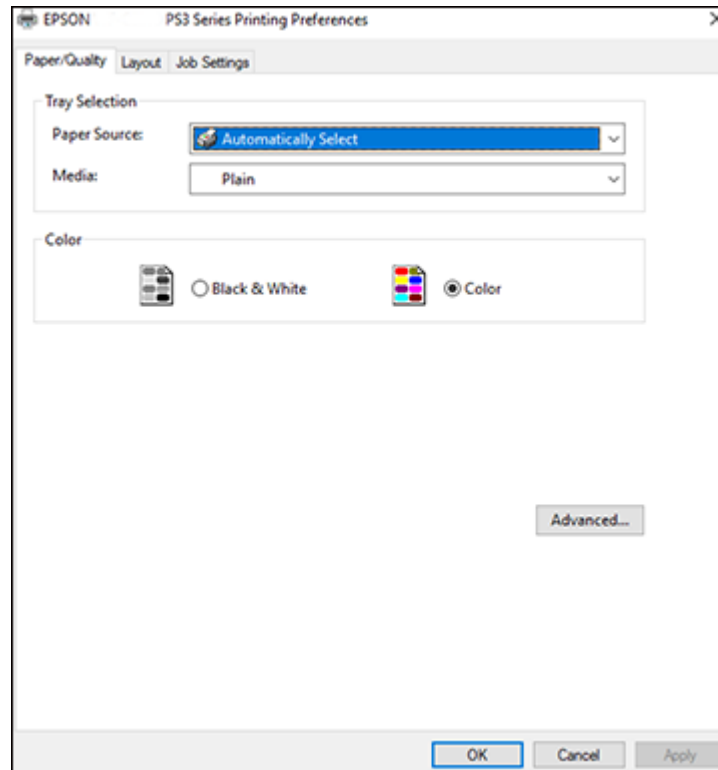 EPSON PS3 Series Printing Preferences
Paper/Quality Layout Job Settings
Tray Selection
Paper Source: Automatically Select
Media: Plain
Color
Black & White Color
Advanced...
OK Cancel Apply